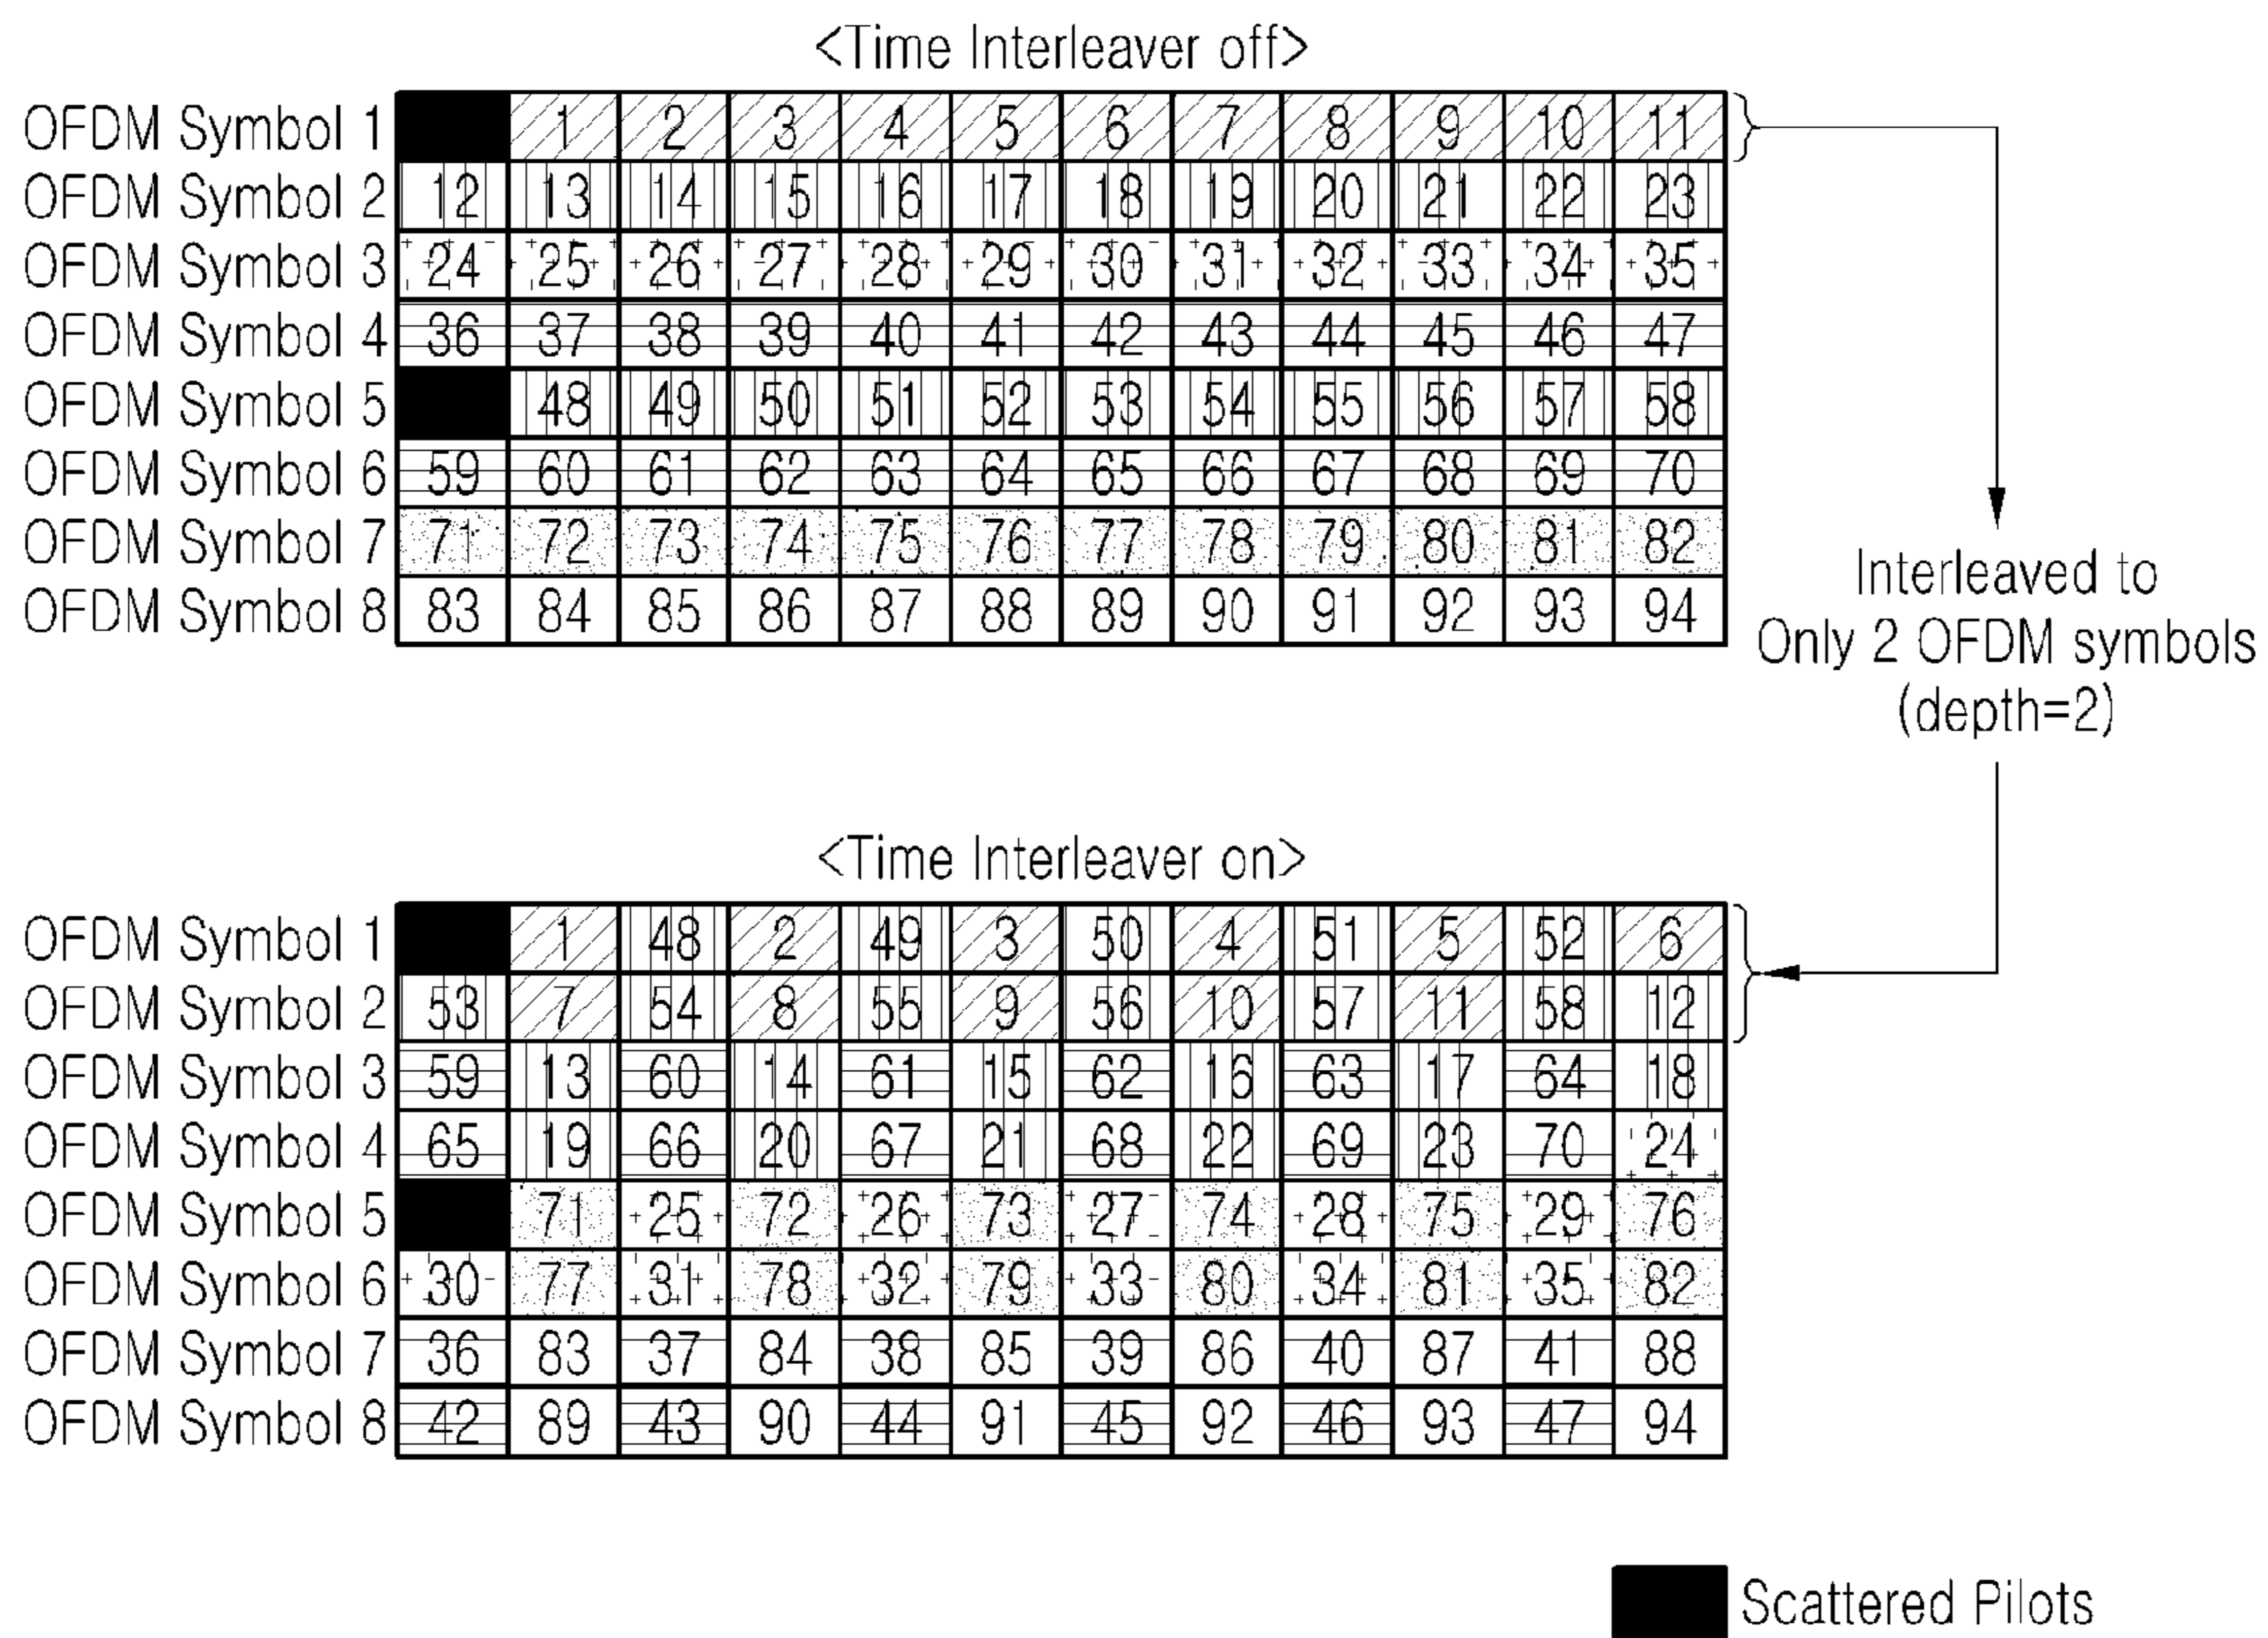 <Time Interleaver off>
OFDM Symbol 1 1 2 3 4 5 6 7 8 9 10 11
OFDM Symbol 2 12 13 14 15 16 17 18 19 20 21 22 23
OFDM Symbol 3 24 25 26 27 28 29 30 31 32 33 34 35
OFDM Symbol 4 36 37 38 39 40 41 42 43 44 45 46 47
OFDM Symbol 5 48 49 50 51 52 53 54 55 56 57 58
OFDM Symbol 6 59 60 61 62 63 64 65 66 67 68 69 70
OFDM Symbol 7 71 72 73 74 75 76 77 78 79 80 81 82
OFDM Symbol 8 83 84 85 86 87 88 89 90 91 92 93 94
Interleaved to
Only 2 OFDM symbols
(depth=2)
<Time Interleaver on>
OFDM Symbol 1 1 48 2 49 3 50 4 51 5 52 6
OFDM Symbol 2 53 7 54 8 55 9 56 10 57 11 58 12
OFDM Symbol 3 59 13 60 14 61 15 62 16 63 17 64 18
OFDM Symbol 4 65 19 66 20 67 21 68 22 69 23 70 24
OFDM Symbol 5 71 25 72 26 73 27 74 28 75 29 76
OFDM Symbol 6 30 77 31 78 32 79 33 80 34 81 35 82
OFDM Symbol 7 36 83 37 84 38 85 39 86 40 87 41 88
OFDM Symbol 8 42 89 43 90 44 91 45 92 46 93 47 94
Scattered Pilots